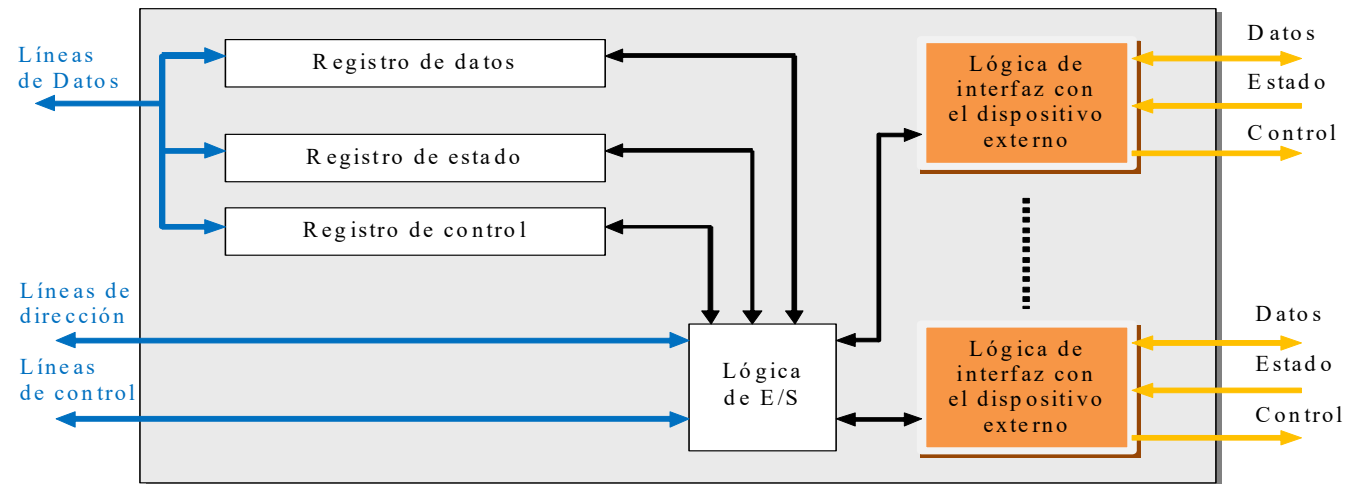 Líneas
de Datos
Registro de datos
Registro de estado
Registro de control
Líneas de
dirección
Líneas
de control
Lógica
de E/S
Lógica de
interfaz con
el dispositivo
externo
Datos
Estado
Control
Lógica de
interfaz con
el dispositivo
externo
Datos
Estado
Control